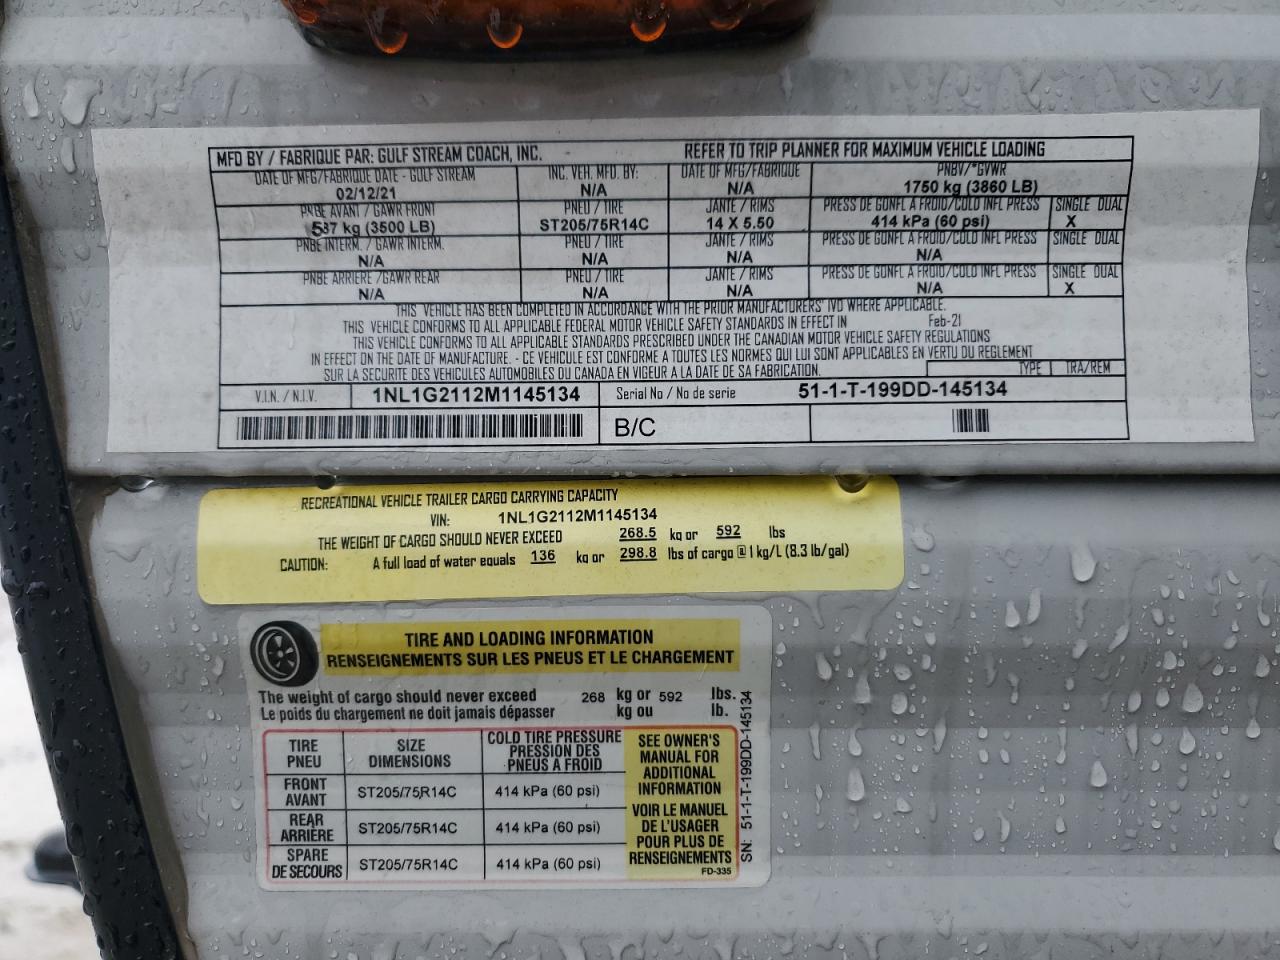 MFD BY / FABRIQUE PAR: GULF STREAM COACH, INC. REFER TO TRIP PLANNER FOR MAXIMUM VEHICLE LOADING
DATE OF MFG/FABRIQUE DATE - GULF STREAM INC. VEH. MFD. BY: DATE OF MFG/FABRIQUE PNBV/*GVWR
02/12/21 N/A N/A 1750 kg (3860 LB)
PNBE AVANT / GAWR FRONT PNEU / TIRE JANTE / RIMS PRESS DE GONFL A FROID/COLD INFL PRESS SINGLE DUAL
587 kg (3500 LB) ST205/75R14C 14 X 5.50 414 kPa (60 psi) X
PNBE INTERM. / GAWR INTERM. PNEU / TIRE JANTE / RIMS PRESS DE GONFL A FROID/COLD INFL PRESS SINGLE DUAL
N/A N/A N/A N/A
PNBE ARRIERE /GAWR REAR PNEU / TIRE JANTE / RIMS PRESS DE GONFL A FROID/COLD INFL PRESS SINGLE DUAL
N/A N/A N/A N/A X
THIS VEHICLE HAS BEEN COMPLETED IN ACCORDANCE WITH THE PRIOR MANUFACTURERS' IVD WHERE APPLICABLE.
THIS VEHICLE CONFORMS TO ALL APPLICABLE FEDERAL MOTOR VEHICLE SAFETY STANDARDS IN EFFECT IN Feb-21
THIS VEHICLE CONFORMS TO ALL APPLICABLE STANDARDS PRESCRIBED UNDER THE CANADIAN MOTOR VEHICLE SAFETY REGULATIONS
IN EFFECT ON THE DATE OF MANUFACTURE. - CE VEHICULE EST CONFORME A TOUTES LES NORMES QUI LUI SONT APPLICABLES EN VERTU DU REGLEMENT
SUR LA SECURITE DES VEHICULES AUTOMOBILES DU CANADA EN VIGEUR A LA DATE DE SA FABRICATION. TYPE TRA/REM
V.I.N. / N.I.V. 1NL1G2112M1145134 Serial No / No de serie 51-1-T-199DD-145134
B/C
RECREATIONAL VEHICLE TRAILER CARGO CARRYING CAPACITY
VIN: 1NL1G2112M1145134
THE WEIGHT OF CARGO SHOULD NEVER EXCEED 268.5 kg or 592 lbs
CAUTION: A full load of water equals 136 kg or 298.8 lbs of cargo @ 1 kg/L (8.3 lb/gal)
TIRE AND LOADING INFORMATION
RENSEIGNEMENTS SUR LES PNEUS ET LE CHARGEMENT
The weight of cargo should never exceed 268 kg or 592 lbs.
Le poids du chargement ne doit jamais dépasser kg ou lb.
TIRE SIZE COLD TIRE PRESSURE
PNEU DIMENSIONS PRESSION DES
PNEUS A FROID
FRONT
AVANT ST205/75R14C 414 kPa (60 psi)
REAR
ARRIÈRE ST205/75R14C 414 kPa (60 psi)
SPARE
DE SECOURS ST205/75R14C 414 kPa (60 psi)
SEE OWNER'S
MANUAL FOR
ADDITIONAL
INFORMATION
VOIR LE MANUEL
DE L'USAGER
POUR PLUS DE
RENSEIGNEMENTS
FD-335
SN: 51-1-T-199DD-145134